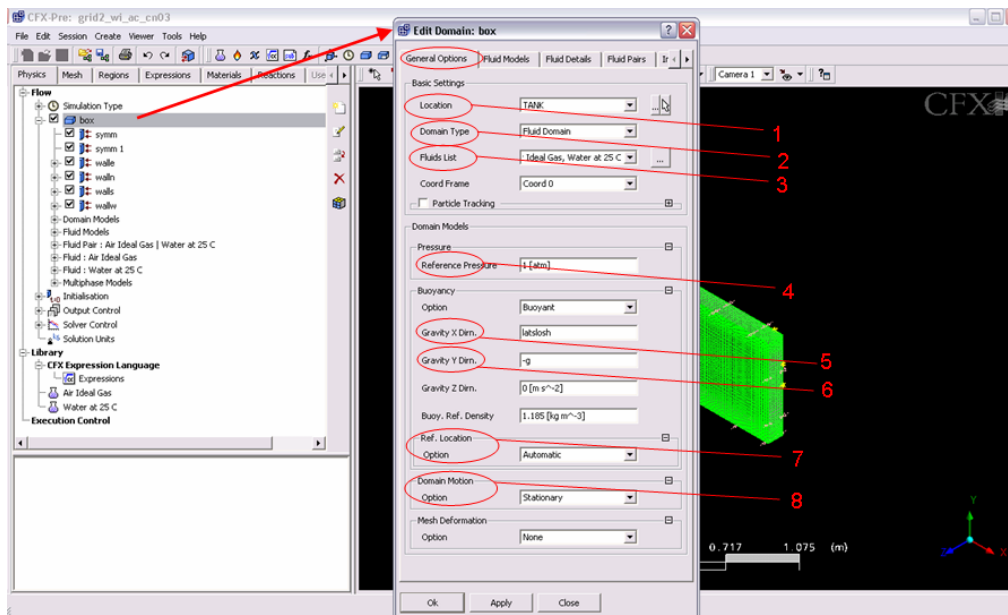 CFX-Pre: grid2_wi_ac_cn03
File Edit Session Create Viewer Tools Help
Physics Mesh Regions Expressions Materials Reactions Use
Flow
Simulation Type
box
symm
symm 1
walle
walln
walls
wallw
Domain Models
Fluid Models
Fluid Pair : Air Ideal Gas | Water at 25 C
Fluid : Air Ideal Gas
Fluid : Water at 25 C
Multiphase Models
Initialisation
Output Control
Solver Control
Solution Units
Library
CFX Expression Language
Expressions
Air Ideal Gas
Water at 25 C
Execution Control
Edit Domain: box
General Options Fluid Models Fluid Details Fluid Pairs
Basic Settings
Location TANK ...
Domain Type Fluid Domain
Fluids List : Ideal Gas, Water at 25 C ...
Coord Frame Coord 0
Particle Tracking
Domain Models
Pressure
Reference Pressure 1 [atm]
Buoyancy
Option Buoyant
Gravity X Dirn. latslosh
Gravity Y Dirn. -g
Gravity Z Dirn. 0 [m s^-2]
Buoy. Ref. Density 1.185 [kg m^-3]
Ref. Location
Option Automatic
Domain Motion
Option Stationary
Mesh Deformation
Option None
Ok Apply Close
Camera 1
CFX
1
2
3
4
5
6
7
8
0.717 1.075 (m)
Y
Z
X